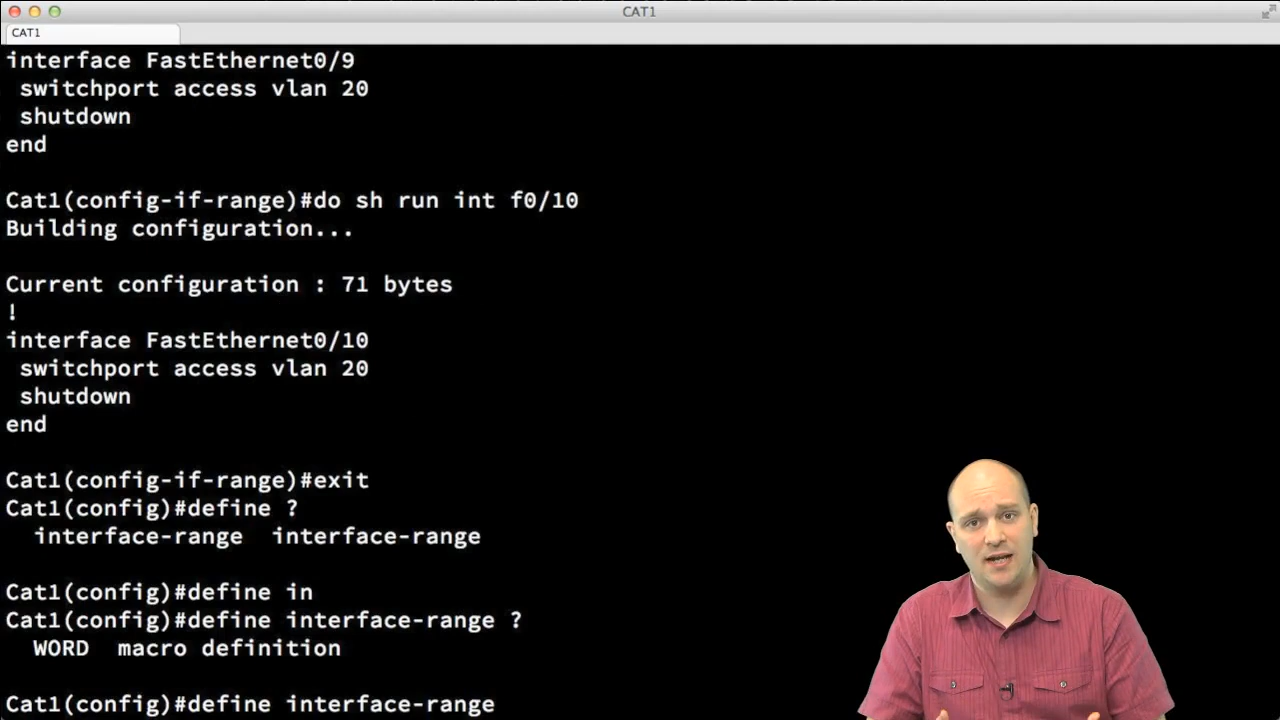 CAT1
CAT1
interface FastEthernet0/9
switchport access vlan 20
shutdown
end
Cat1(config-if-range)#do sh run int f0/10
Building configuration...
Current configuration : 71 bytes
!
interface FastEthernet0/10
switchport access vlan 20
shutdown
end
Cat1(config-if-range)#exit
Cat1(config)#define ?
interface-range  interface-range
Cat1(config)#define in
Cat1(config)#define interface-range ?
WORD  macro definition
Cat1(config)#define interface-range